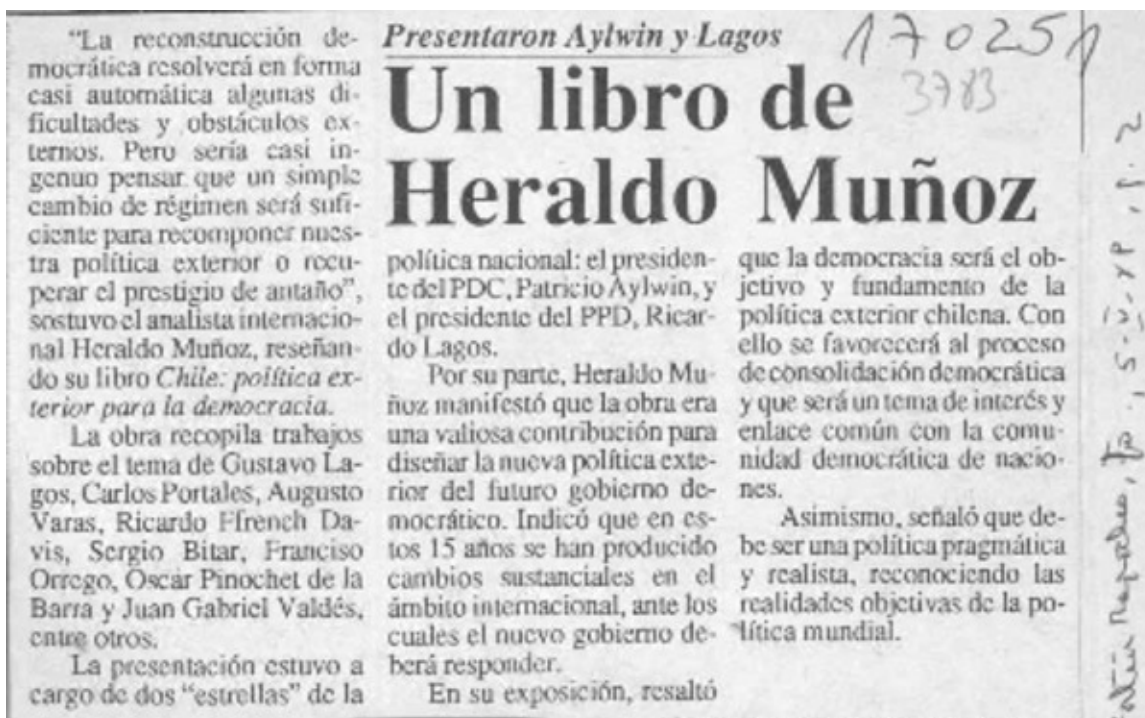 Presentaron Aylwin y Lagos
Un libro de
Heraldo Muñoz
170251
3783
“La reconstrucción de-
mocrática resolverá en forma
casi automática algunas di-
ficultades y obstáculos ex-
ternos. Pero sería casi in-
genuo pensar que un simple
cambio de régimen será sufi-
ciente para recomponer nues-
tra política exterior o recu-
perar el prestigio de antaño”,
sostuvo el analista internacio-
nal Heraldo Muñoz, reseñan-
do su libro Chile: política ex-
terior para la democracia.
La obra recopila trabajos
sobre el tema de Gustavo La-
gos, Carlos Portales, Augusto
Varas, Ricardo Ffrench Da-
vis, Sergio Bitar, Franciso
Orrego, Oscar Pinochet de la
Barra y Juan Gabriel Valdés,
entre otros.
La presentación estuvo a
cargo de dos “estrellas” de la
política nacional: el presiden-
te del PDC, Patricio Aylwin, y
el presidente del PPD, Ricar-
do Lagos.
Por su parte, Heraldo Mu-
ñoz manifestó que la obra era
una valiosa contribución para
diseñar la nueva política exte-
rior del futuro gobierno de-
mocrático. Indicó que en es-
tos 15 años se han producido
cambios sustanciales en el
ámbito internacional, ante los
cuales el nuevo gobierno de-
berá responder.
En su exposición, resaltó
que la democracia será el ob-
jetivo y fundamento de la
política exterior chilena. Con
ello se favorecerá al proceso
de consolidación democrática
y que será un tema de interés y
enlace común con la comu-
nidad democrática de nacio-
nes.
Asimismo, señaló que de-
be ser una política pragmática
y realista, reconociendo las
realidades objetivas de la po-
lítica mundial.